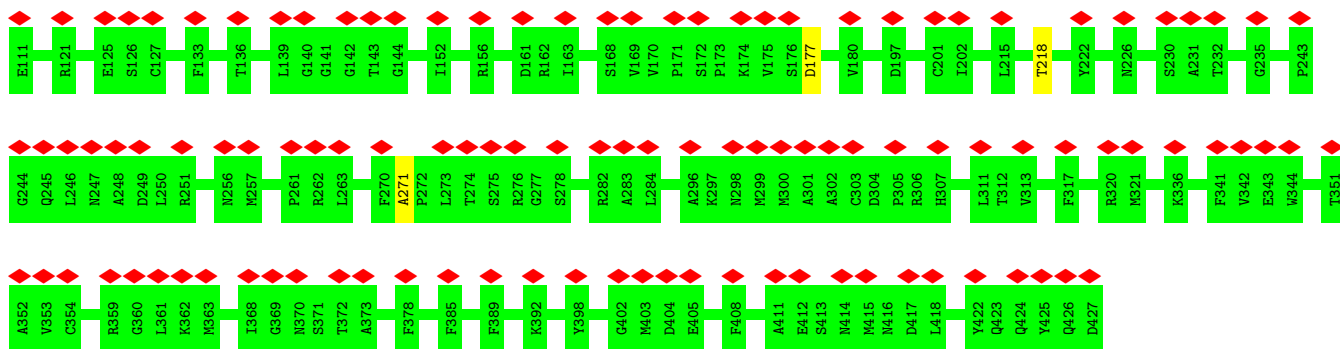 E111 R121 E125 S126 C127 F133 T136 L139 G140 G141 G142 T143 G144 I152 R156 D161 R162 I163 S168 V169 V170 P171 S172 P173 K174 V175 S176 D177 V180 D197 C201 I202 L215 T218 Y222 N226 S230 A231 T232 G235 P243
G244 Q245 L246 N247 A248 D249 L250 R251 N256 M257 P261 R262 L263 F270 A271 P272 L273 T274 S275 R276 G277 S278 R282 A283 L284 A296 K297 N298 M299 M300 A301 A302 C303 D304 P305 R306 H307 L311 T312 V313 F317 R320 M321 K336 F341 V342 E343 W344 T351
A352 V353 C354 R359 G360 L361 K362 M363 I368 G369 N370 S371 T372 A373 F378 F385 F389 K392 Y398 G402 M403 D404 E405 F408 A411 E412 S413 N414 M415 N416 D417 L418 Y422 Q423 Q424 Y425 Q426 D427